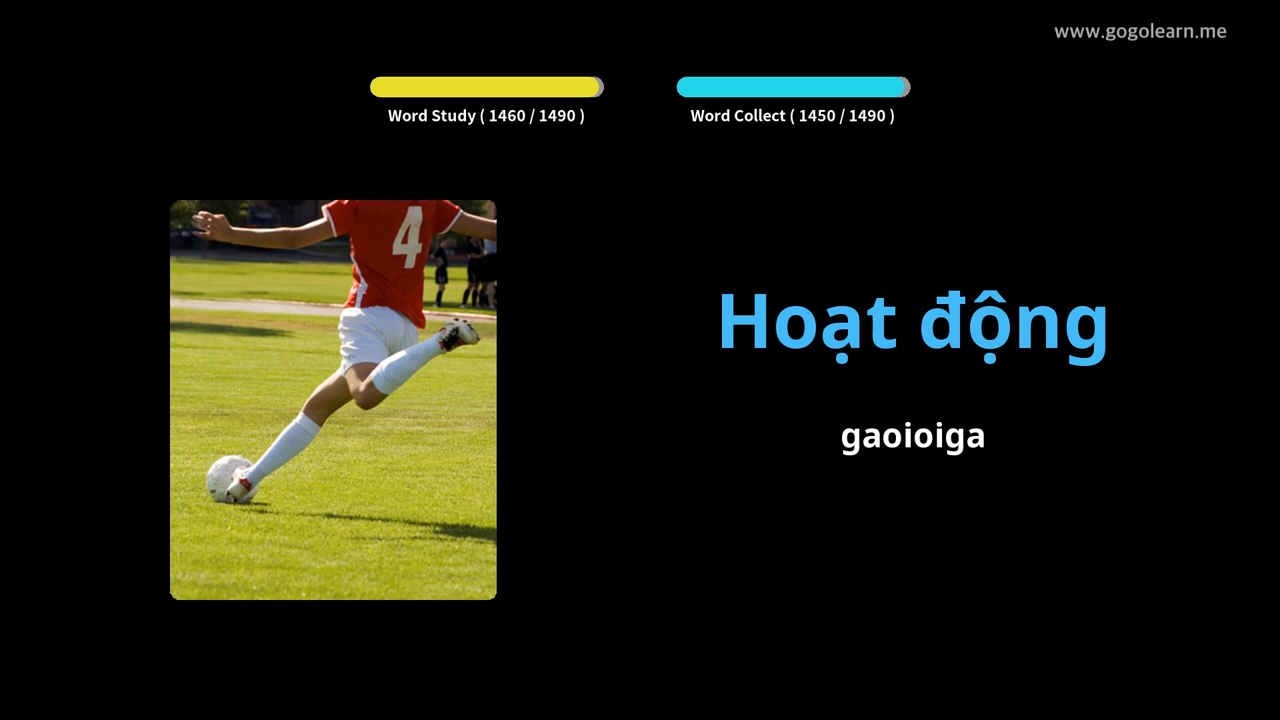 www.gogolearn.me
Word Study ( 1460 / 1490 )
Word Collect ( 1450 / 1490 )
4
Hoạt động
gaoioiga